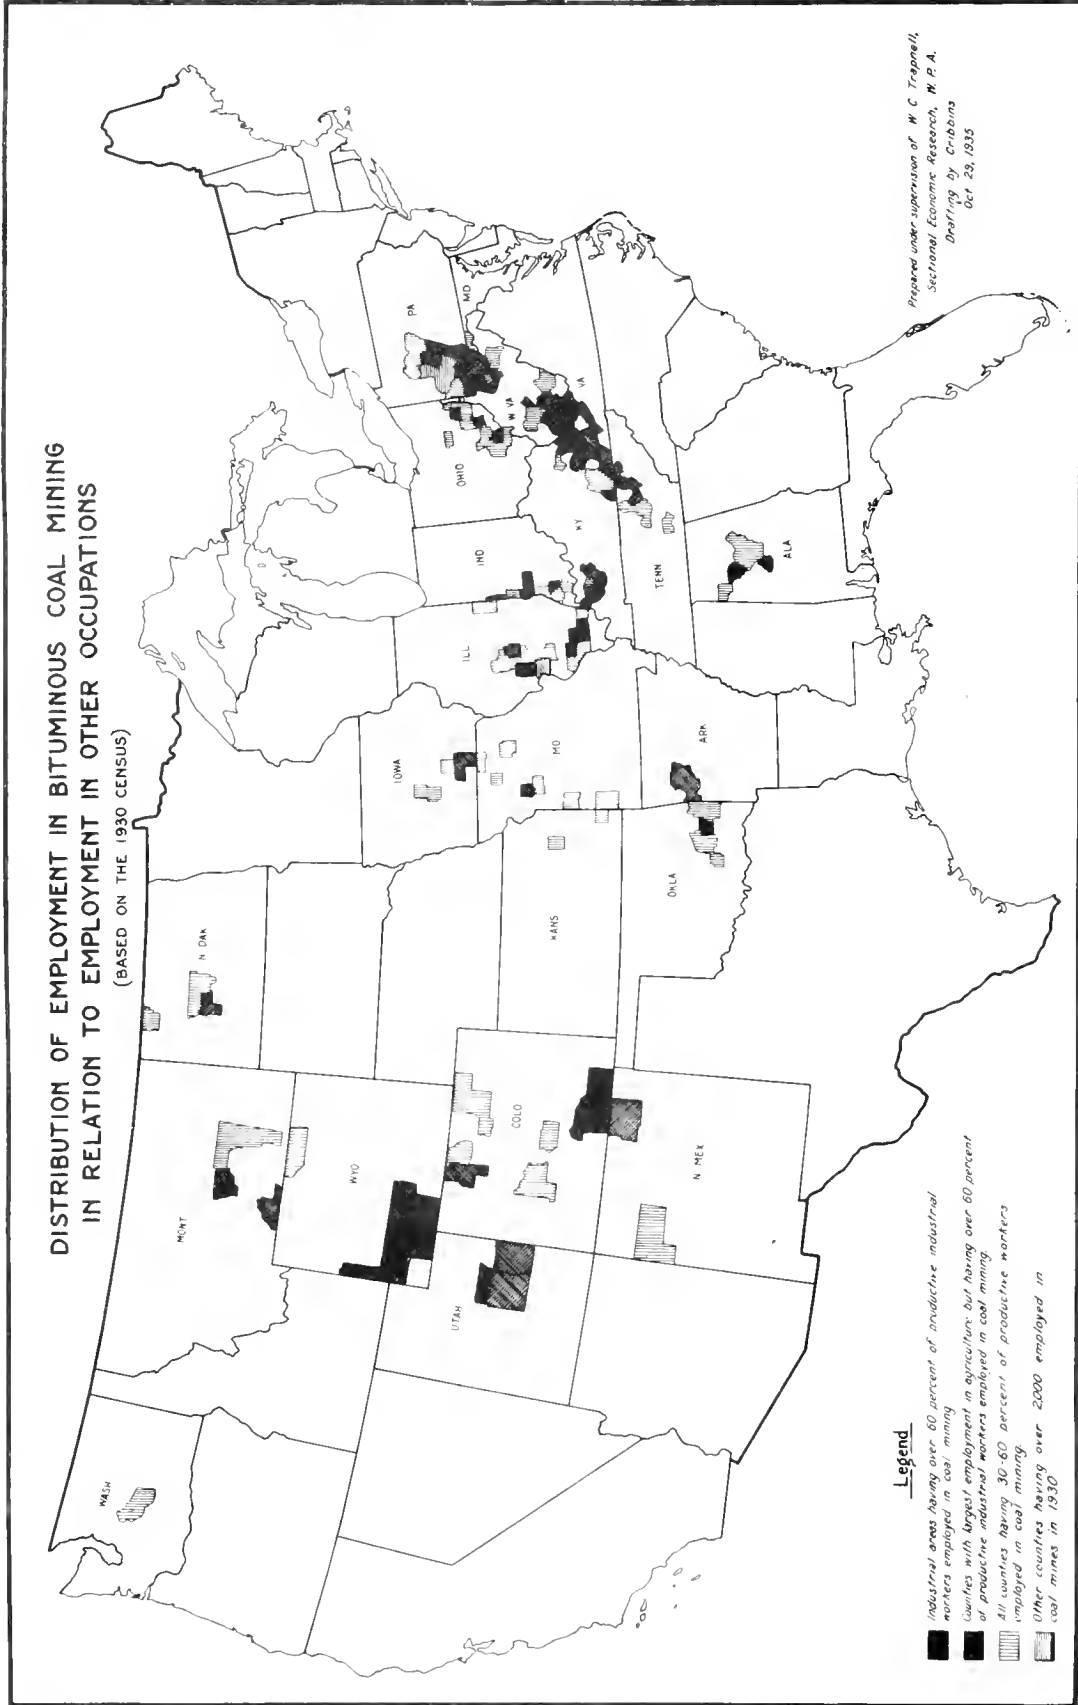 DISTRIBUTION OF EMPLOYMENT IN BITUMINOUS COAL MINING
IN RELATION TO EMPLOYMENT IN OTHER OCCUPATIONS
(BASED ON THE 1930 CENSUS)
WASH
MONT
N DAK
WYO
UTAH
COLO
N MEX
KANS
OKLA
IOWA
MO
ARK
ILL
IND
OHIO
KY
TENN
ALA
PA
MD
W VA
VA
Prepared under supervision of W C Trapnell,
Sectional Economic Research, W. P. A.
Drafting by Cribbins
Oct 29, 1935
Legend
Industrial areas having over 60 percent of productive industrial
workers employed in coal mining
Counties with largest employment in agriculture but having over 60 percent
of productive industrial workers employed in coal mining.
All counties having 30-60 percent of productive workers
employed in coal mining.
Other counties having over 2,000 employed in
coal mines in 1930